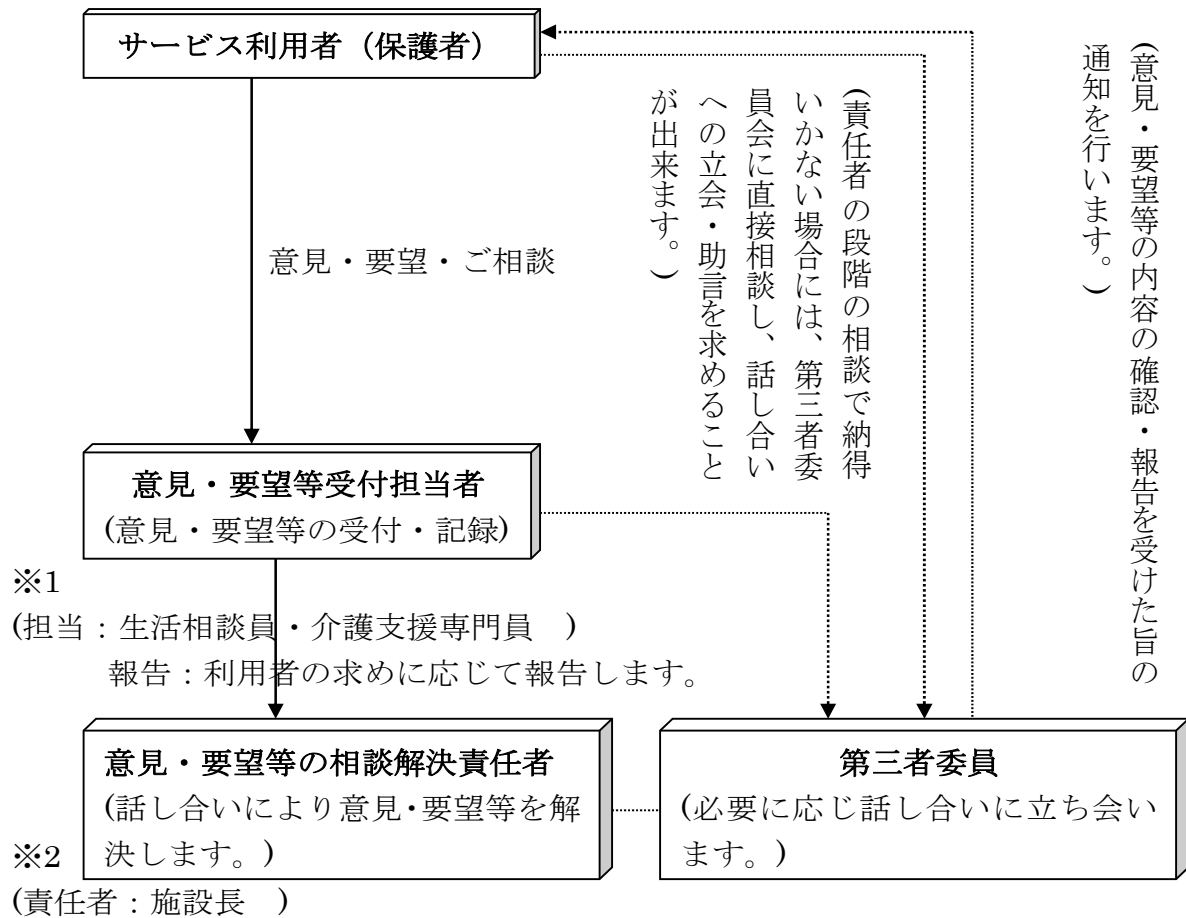 サービス利用者（保護者）
(意見・要望等の内容の確認・報告を受けた旨の
通知を行います。)
(責任者の段階の相談で納得
いかない場合には、第三者委
員会に直接相談し、話し合い
への立会・助言を求めること
が出来ます。)
意見・要望・ご相談
意見・要望等受付担当者
(意見・要望等の受付・記録)
※1
(担当：生活相談員・介護支援専門員　)
報告：利用者の求めに応じて報告します。
意見・要望等の相談解決責任者
(話し合いにより意見・要望等を解
決します。)
※2
(責任者：施設長　)
第三者委員
(必要に応じ話し合いに立ち会い
ます。)